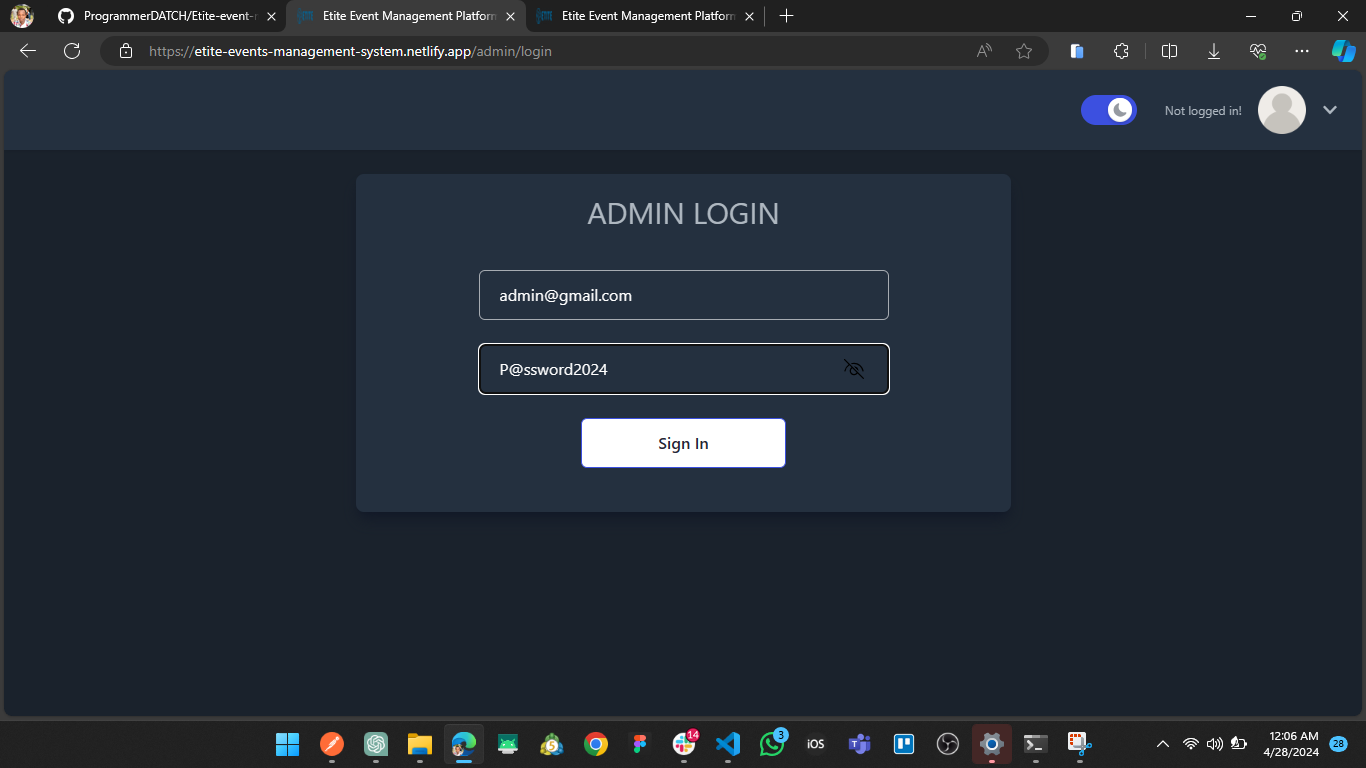 ProgrammerDATCH/Etite-event-r
Etite Event Management Platform
Etite Event Management Platform
https://etite-events-management-system.netlify.app/admin/login
Not logged in!
ADMIN LOGIN
admin@gmail.com
P@ssword2024
Sign In
14
3
iOS
12:06 AM
4/28/2024
28